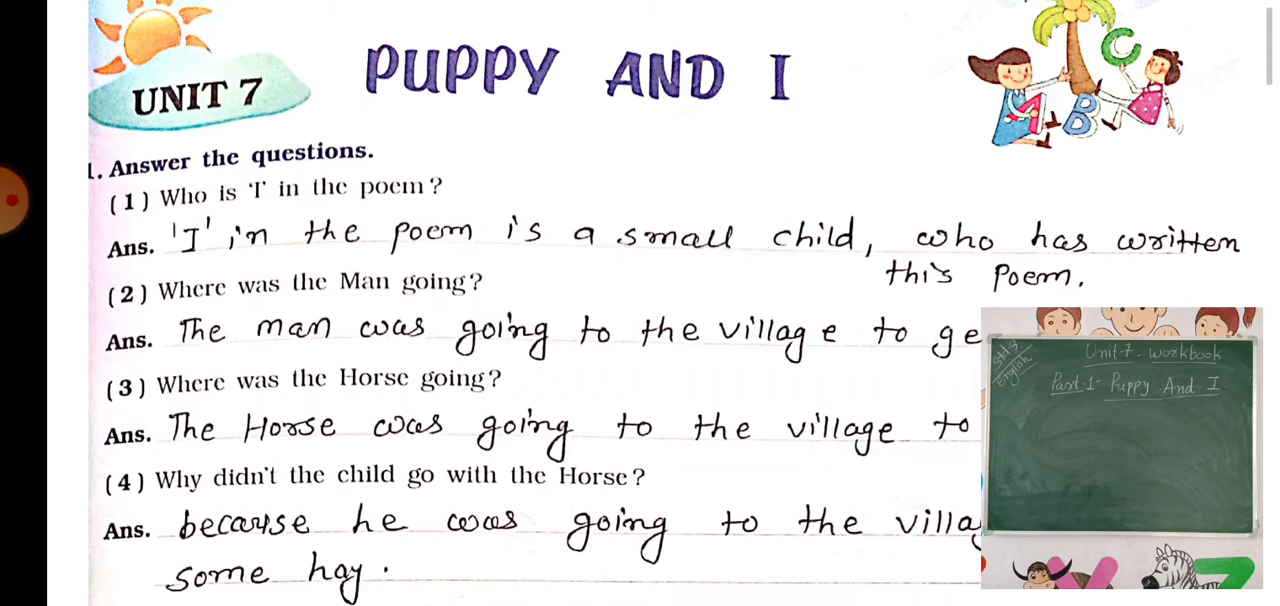 UNIT 7
PUPPY AND I
C
A
B
1. Answer the questions.
(1) Who is 'I' in the poem?
Ans. 'I' in the poem is a small child, who has written
this poem.
(2) Where was the Man going?
Ans. The man was going to the village to ge
(3) Where was the Horse going?
Ans. The Horse was going to the village to
(4) Why didn't the child go with the Horse?
Ans. because he was going to the villag
some hay.
Std-3
English
Unit-7 - Workbook
Part-1- Puppy And I